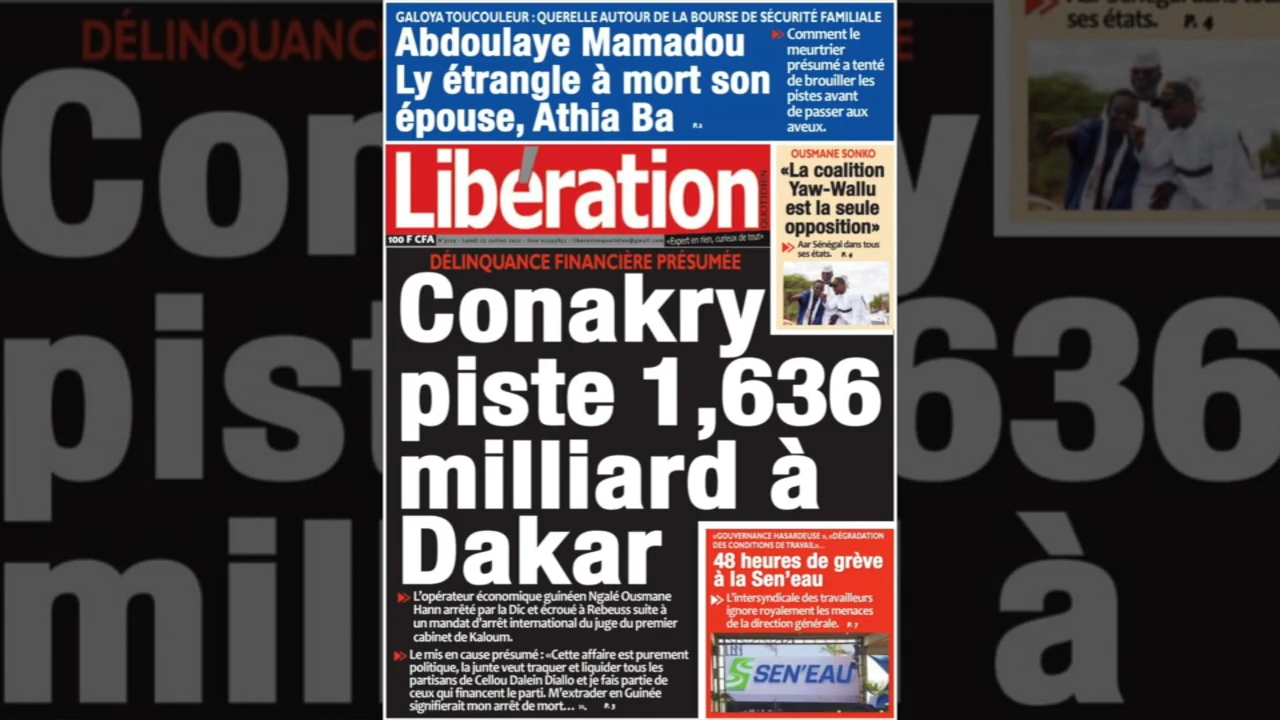 GALOYA TOUCOULEUR : QUERELLE AUTOUR DE LA BOURSE DE SÉCURITÉ FAMILIALE
Abdoulaye Mamadou
Ly étrangle à mort son
épouse, Athia Ba P.2
Comment le
meurtrier
présumé a tenté
de brouiller les
pistes avant
de passer aux
aveux.
Libération
QUOTIDIEN
100 F CFA
«Expert en rien, curieux de tout»
OUSMANE SONKO
«La coalition
Yaw-Wallu
est la seule
opposition»
Aar Sénégal dans tous
ses états. P. 4
DÉLINQUANCE FINANCIÈRE PRÉSUMÉE
Conakry
piste 1,636
milliard à
Dakar
L'opérateur économique guinéen Ngalé Ousmane
Hann arrêté par la Dic et écroué à Rebeuss suite à
un mandat d'arrêt international du juge du premier
cabinet de Kaloum.
Le mis en cause présumé : «Cette affaire est purement
politique, la junte veut traquer et liquider tous les
partisans de Cellou Dalein Diallo et je fais partie de
ceux qui financent le parti. M'extrader en Guinée
signifierait mon arrêt de mort... ». P. 3
«GOUVERNANCE HASARDEUSE », «DÉGRADATION
DES CONDITIONS DE TRAVAIL»...
48 heures de grève
à la Sen'eau
L'intersyndicale des travailleurs
ignore royalement les menaces
de la direction générale. P. 7
SEN'EAU